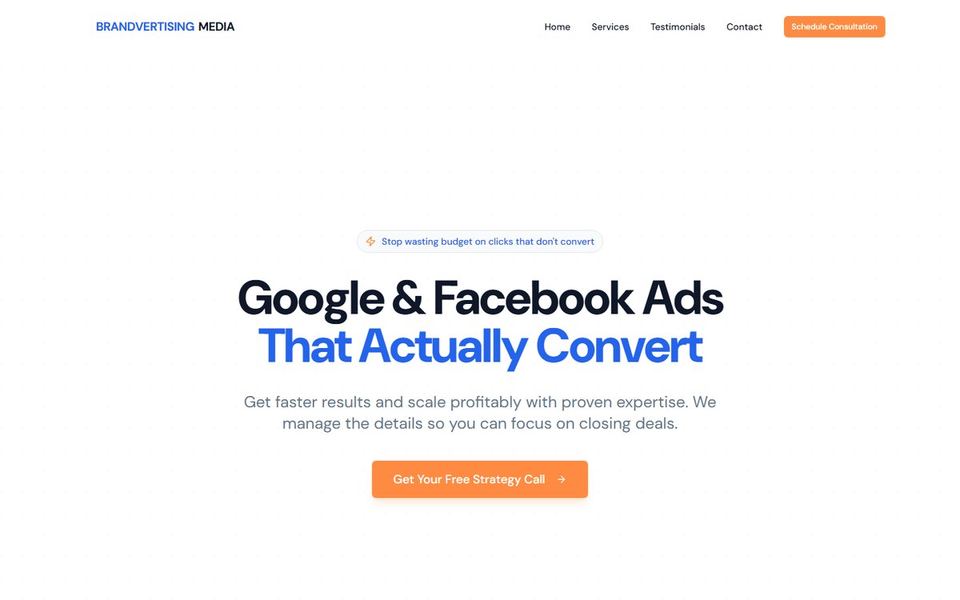 BRANDVERTISING MEDIA
Home
Services
Testimonials
Contact
Schedule Consultation
Stop wasting budget on clicks that don't convert
Google & Facebook Ads
That Actually Convert
Get faster results and scale profitably with proven expertise. We
manage the details so you can focus on closing deals.
Get Your Free Strategy Call →